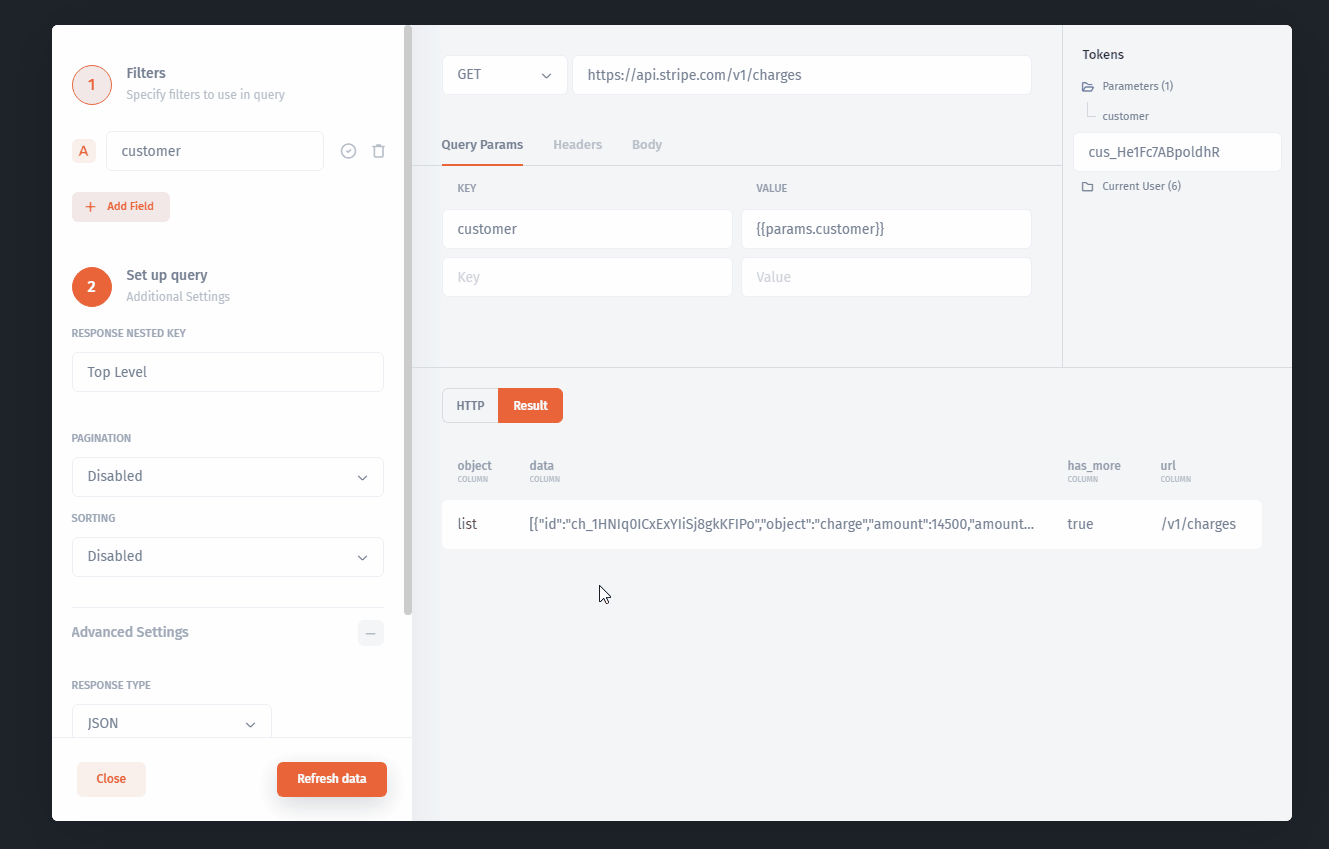 1
Filters
Specify filters to use in query
A
customer
+ Add Field
2
Set up query
Additional Settings
RESPONSE NESTED KEY
Top Level
PAGINATION
Disabled
SORTING
Disabled
Advanced Settings
RESPONSE TYPE
JSON
Close
Refresh data
GET
https://api.stripe.com/v1/charges
Query Params Headers Body
KEY VALUE
customer {{params.customer}}
Key Value
Tokens
Parameters (1)
customer
cus_He1Fc7ABpoldhR
Current User (6)
HTTP Result
object data has_more url
COLUMN COLUMN COLUMN COLUMN
list [{"id":"ch_1HNIq0ICxExYIiSj8gkKFIPo","object":"charge","amount":14500,"amount... true /v1/charges